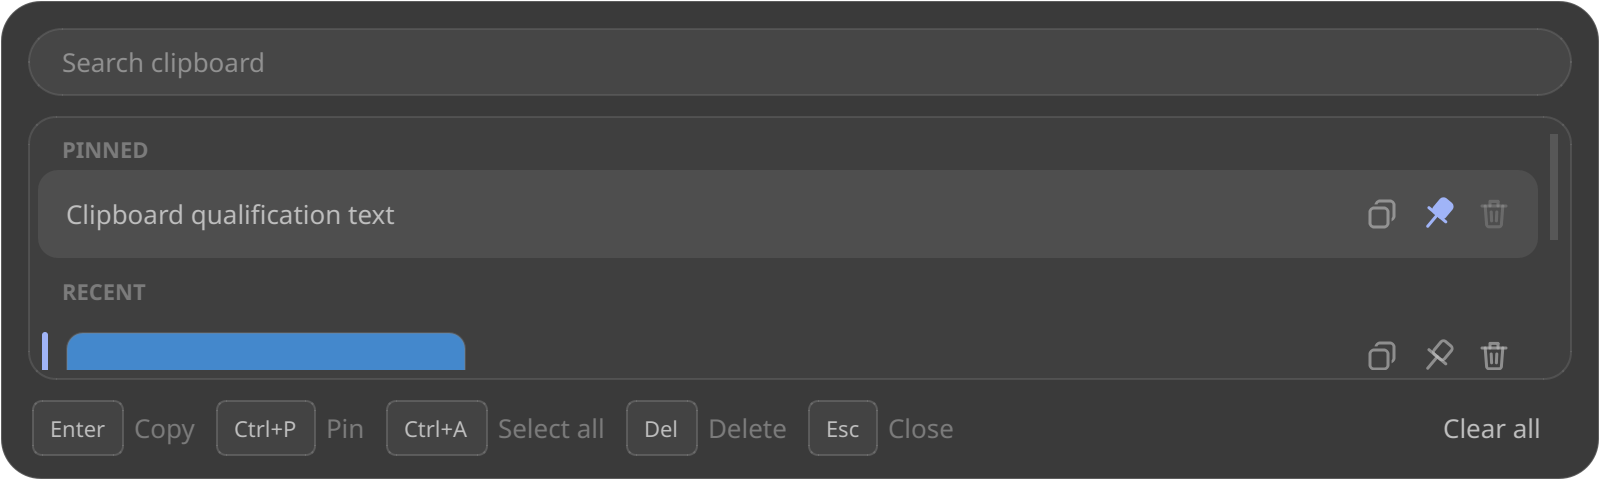 Search clipboard
PINNED
Clipboard qualification text
RECENT
Enter Copy Ctrl+P Pin Ctrl+A Select all Del Delete Esc Close Clear all